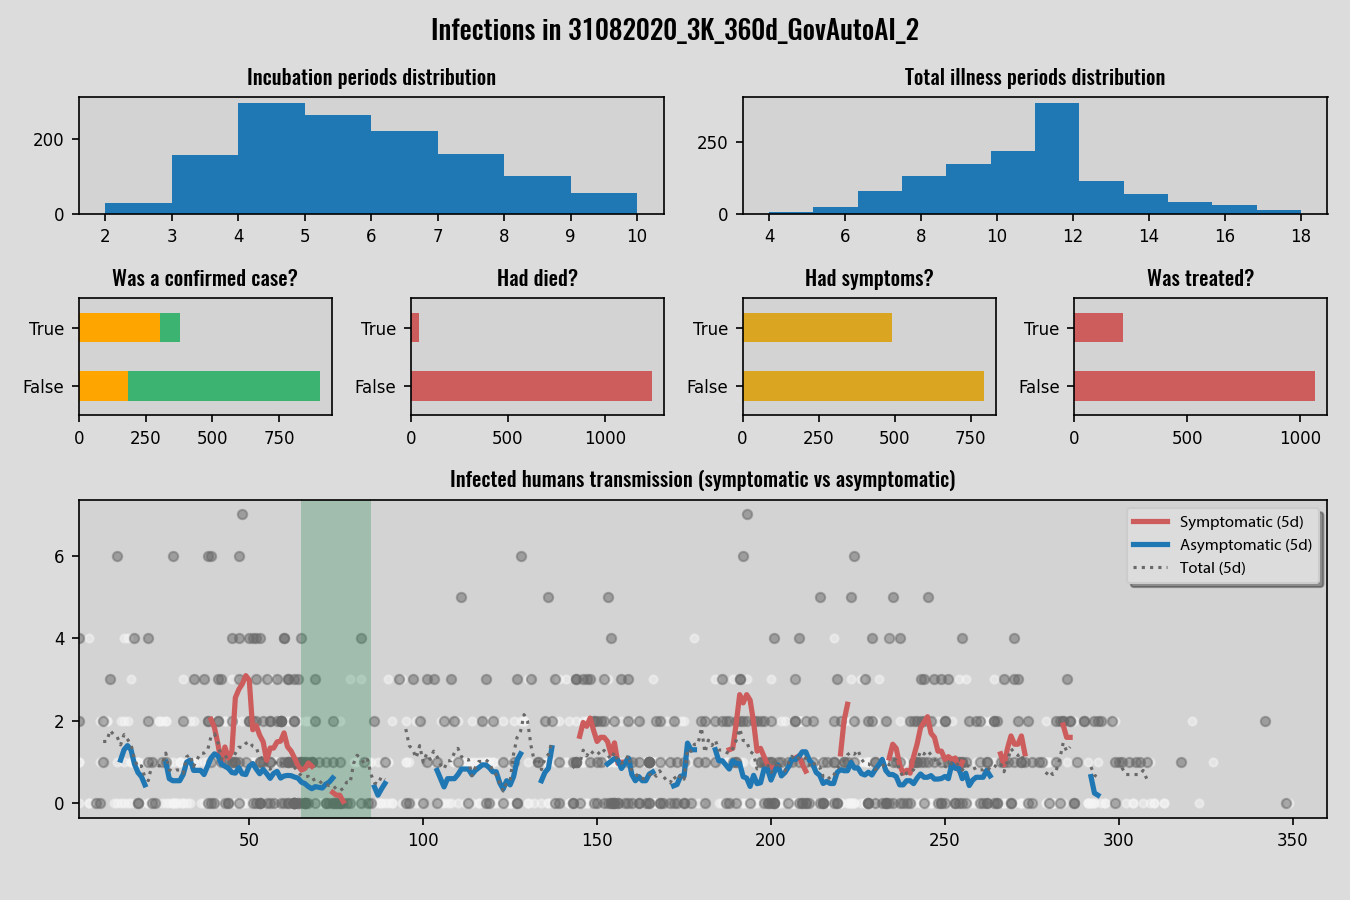 Infections in 31082020_3K_360d_GovAutoAI_2
Incubation periods distribution
Total illness periods distribution
200
0
2 3 4 5 6 7 8 9 10
250
0
4 6 8 10 12 14 16 18
Was a confirmed case?
Had died?
Had symptoms?
Was treated?
True
False
0 250 500 750
True
False
0 500 1000
True
False
0 250 500 750
True
False
0 500 1000
Infected humans transmission (symptomatic vs asymptomatic)
Symptomatic (5d)
Asymptomatic (5d)
Total (5d)
6
4
2
0
50 100 150 200 250 300 350